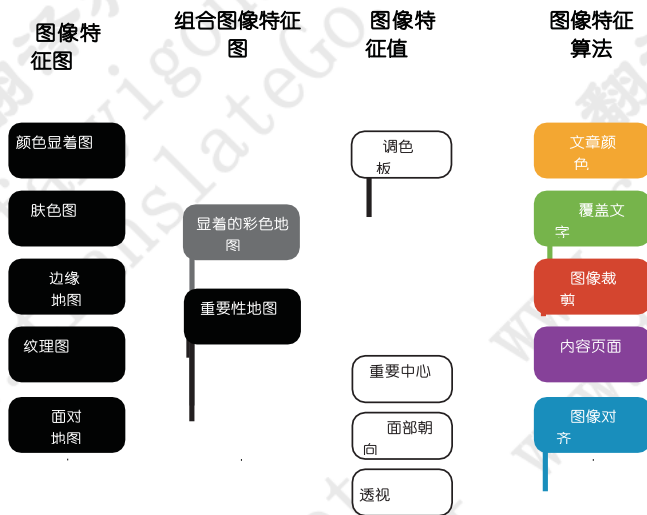 图像特
征图
组合图像特征
图
图像特
征值
图像特征
算法
颜色显着图
肤色图
边缘
地图
纹理图
面对
地图
显着的彩色地
图
重要性地图
调色
板
重要中心
面部朝
向
透视
文章颜
色
覆盖文
字
图像裁
剪
内容页面
图像对
齐